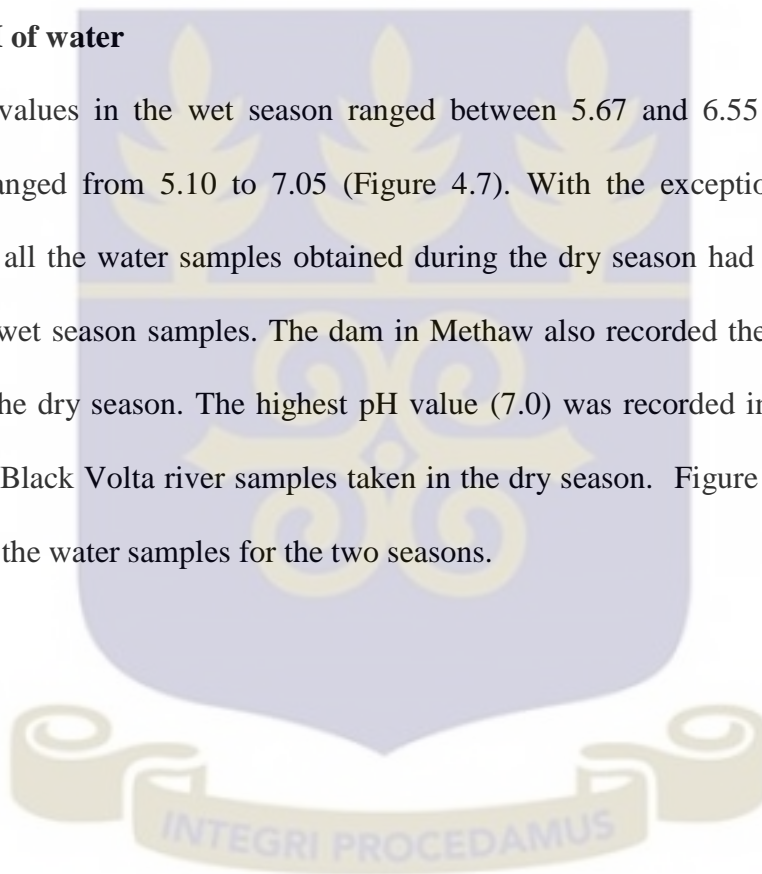 of water
values in the wet season ranged between 5.67 and 6.55
anged from 5.10 to 7.05 (Figure 4.7). With the exceptio
all the water samples obtained during the dry season had
wet season samples. The dam in Methaw also recorded the
he dry season. The highest pH value (7.0) was recorded in
Black Volta river samples taken in the dry season. Figure
the water samples for the two seasons.
INTEGRI PROCEDAMUS